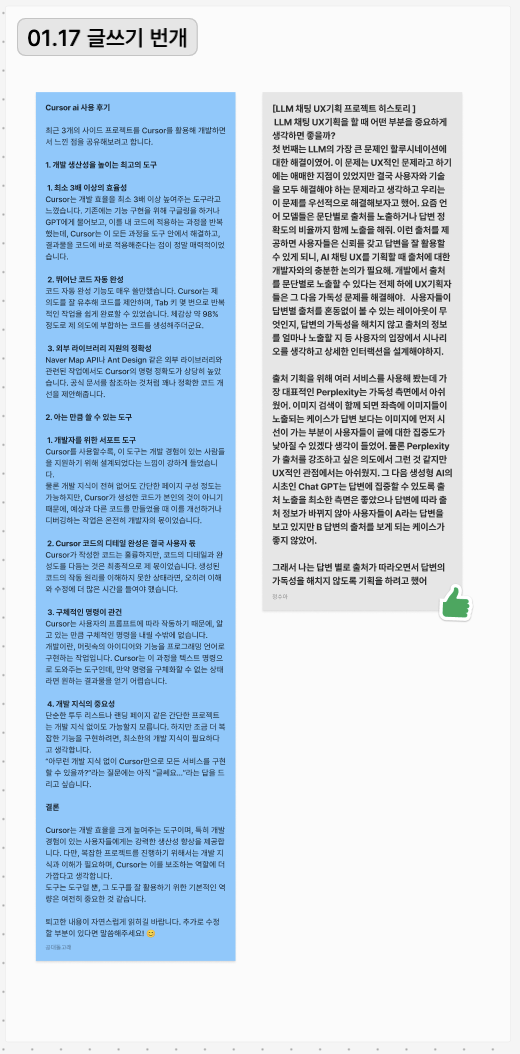 01.17 글쓰기 번개
Cursor ai 사용 후기
최근 3개의 사이드 프로젝트를 Cursor를 활용해 개발하면
서 느낀 점을 공유해보려고 합니다.
1. 개발 생산성을 높이는 최고의 도구
1. 최소 3배 이상의 효율성
Cursor는 개발 효율을 최소 3배 이상 높여주는 도구라고
느꼈습니다. 기존에는 기능 구현을 위해 구글링을 하거나
GPT에게 물어보고, 이를 내 코드에 적용하는 과정을 반복
했는데, Cursor는 이 모든 과정을 도구 안에서 해결하고,
결과물을 코드에 바로 적용해준다는 점이 정말 매력적이었
습니다.
2. 뛰어난 코드 자동 완성
코드 자동 완성 기능도 매우 쓸만했습니다. Cursor는 제
의도를 잘 유추해 코드를 제안하며, Tab 키 몇 번으로 반복
적인 작업을 쉽게 완료할 수 있었습니다. 체감상 약 98%
정도로 제 의도에 부합하는 코드를 생성해주더군요.
3. 외부 라이브러리 지원의 정확성
Naver Map API나 Ant Design 같은 외부 라이브러리와
관련된 작업에서도 Cursor의 명령 정확도가 상당히 높았
습니다. 공식 문서를 참조하는 것처럼 꽤나 정확한 코드 개
선을 제안해줍니다.
2. 아는 만큼 쓸 수 있는 도구
1. 개발자를 위한 서포트 도구
Cursor를 사용할수록, 이 도구는 개발 경험이 있는 사람들
을 지원하기 위해 설계되었다는 느낌이 강하게 들었습니
다.
물론 개발 지식이 전혀 없어도 간단한 페이지 구성 정도는
가능하지만, Cursor가 생성한 코드가 본인의 것이 아니기
때문에, 예상과 다른 코드를 만들었을 때 이를 개선하거나
디버깅하는 작업은 온전히 개발자의 몫이었습니다.
2. Cursor 코드의 디테일 완성은 결국 사용자 몫
Cursor가 작성한 코드는 훌륭하지만, 코드의 디테일과 완
성도를 다듬는 것은 최종적으로 제 몫이었습니다. 생성된
코드의 작동 원리를 이해하지 못한 상태라면, 오히려 이해
와 수정에 더 많은 시간을 들여야 했습니다.
3. 구체적인 명령이 관건
Cursor는 사용자의 프롬프트에 따라 작동하기 때문에, 알
고 있는 만큼 구체적인 명령을 내릴 수밖에 없습니다.
개발이란, 머릿속의 아이디어와 기능을 프로그래밍 언어로
구현하는 작업입니다. Cursor는 이 과정을 텍스트 명령으
로 도와주는 도구인데, 만약 명령을 구체화할 수 없는 상태
라면 원하는 결과물을 얻기 어렵습니다.
4. 개발 지식의 중요성
단순한 투두 리스트나 랜딩 페이지 같은 간단한 프로젝트
는 개발 지식 없이도 가능할지 모릅니다. 하지만 조금 더 복
잡한 기능을 구현하려면, 최소한의 개발 지식이 필요하다
고 생각합니다.
"아무런 개발 지식 없이 Cursor만으로 모든 서비스를 구현
할 수 있을까?"라는 질문에는 아직 "글쎄요..."라는 답을 드
리고 싶습니다.
결론
Cursor는 개발 효율을 크게 높여주는 도구이며, 특히 개발
경험이 있는 사용자들에게는 강력한 생산성 향상을 제공합
니다. 다만, 복잡한 프로젝트를 진행하기 위해서는 개발 지
식과 이해가 필요하며, Cursor는 이를 보조하는 역할에 더
가깝다고 생각합니다.
도구는 도구일 뿐, 그 도구를 잘 활용하기 위한 기본적인 역
량은 여전히 중요한 것 같습니다.
퇴고한 내용이 자연스럽게 읽히길 바랍니다. 추가로 수정
할 부분이 있다면 말씀해주세요! 😊
[LLM 채팅 UX기획 프로젝트 히스토리 ]
LLM 채팅 UX기획을 할 때 어떤 부분을 중요하게
생각하면 좋을까?
첫 번째는 LLM의 가장 큰 문제인 할루시네이션에
대한 해결이였어. 이 문제는 UX적인 문제라고 하기
에는 애매한 지점이 있었지만 결국 사용자와 기술
을 모두 해결해야 하는 문제라고 생각하고 우리는
이 문제를 우선적으로 해결해보자고 했어. 요즘 언
어 모델들은 문단별로 출처를 노출하거나 답변 정
확도의 비율까지 함께 노출을 해줘. 이런 출처를 제
공하면 사용자들은 신뢰를 갖고 답변을 잘 활용할
수 있게 되니, AI 채팅 UX를 기획할 때 출처에 대한
개발자와의 충분한 논의가 필요해. 개발에서 출처
를 문단별로 노출할 수 있다는 전제 하에 UX기획자
들은 그 다음 가독성 문제를 해결해야. 사용자들이
답변별 출처를 혼동없이 볼 수 있는 레이아웃이 무
엇인지, 답변의 가독성을 해치지 않고 출처의 정보
를 얼마나 노출할 지 등 사용자의 입장에서 시나리
오를 생각하고 상세한 인터랙션을 설계해야하지.
출처 기획을 위해 여러 서비스를 사용해 봤는데 가
장 대표적인 Perplexity는 가독성 측면에서 아쉬
웠어. 이미지 검색이 함께 되면 좌측에 이미지들이
노출되는 케이스가 답변 보다는 이미지에 먼저 시
선이 가는 부분이 사용자들이 글에 대한 집중도가
낮아질 수 있겠다 생각이 들었어. 물론 Perplexity
가 출처를 강조하고 싶은 의도에서 그런 것 같지만
UX적인 관점에서는 아쉬웠지. 그 다음 생성형 AI의
시초인 Chat GPT는 답변에 집중할 수 있도록 출
처 노출을 최소한 측면은 좋았으나 답변에 따라 출
처 정보가 바뀌지 않아 사용자들이 A라는 답변을
보고 있지만 B 답변의 출처를 보게 되는 케이스가
좋지 않았어.
그래서 나는 답변 별로 출처가 따라오면서 답변의
가독성을 해치지 않도록 기획을 하려고 했어